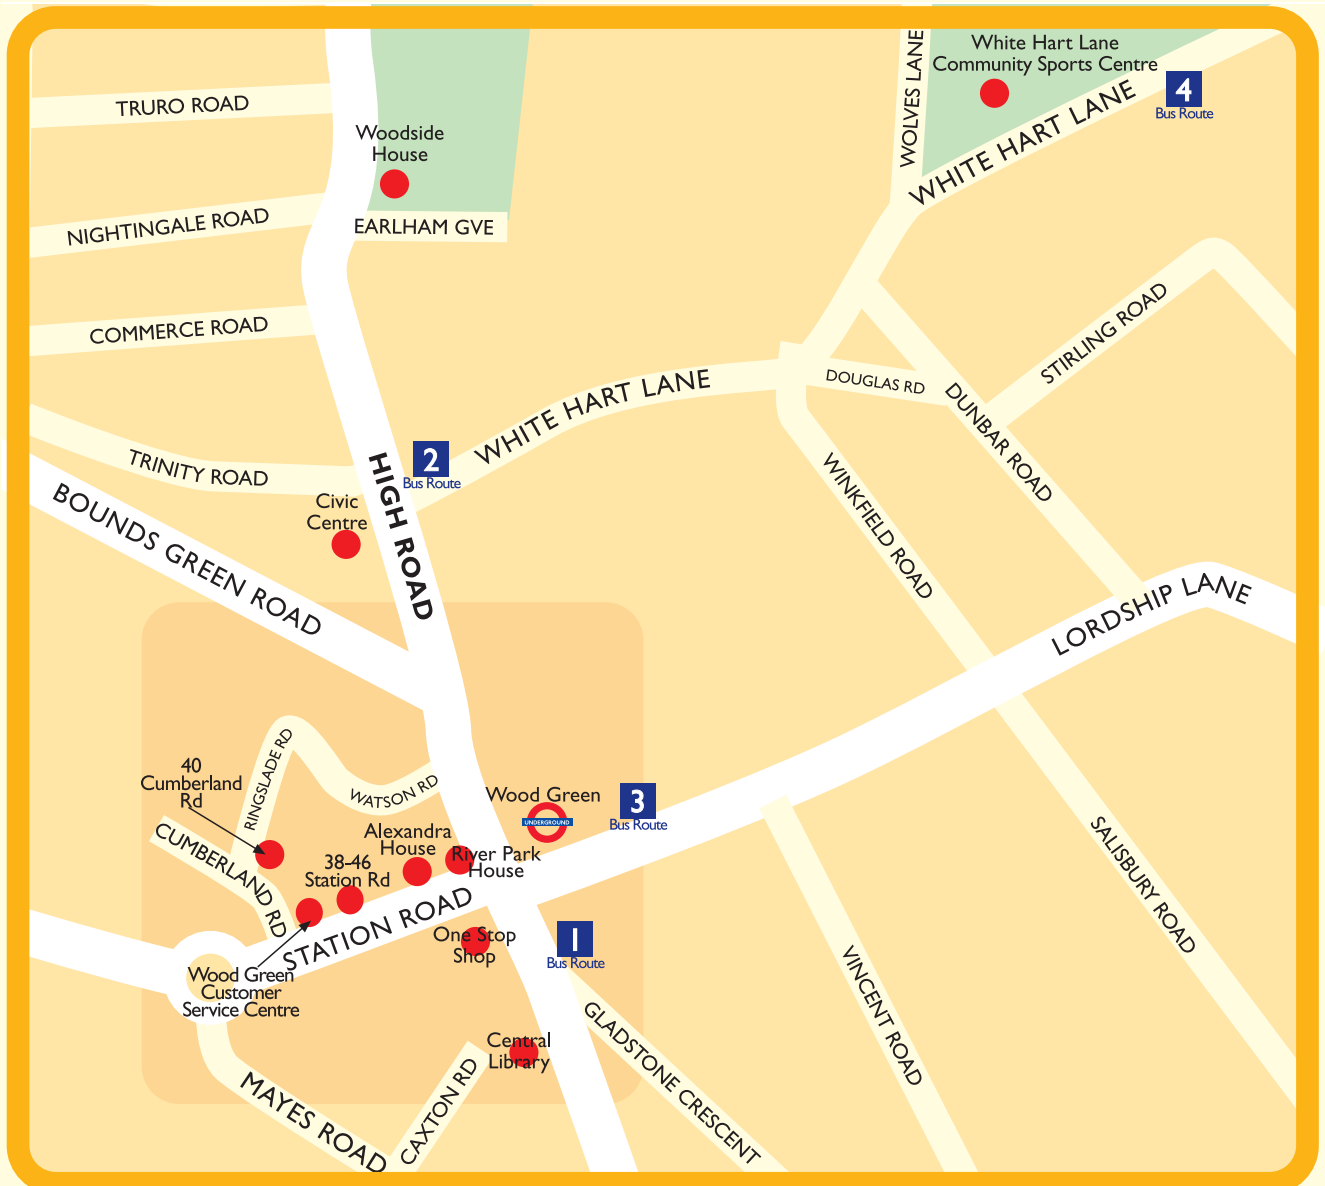 WOLVES LANE
White Hart Lane
Community Sports Centre
4
Bus Route
WHITE HART LANE
TRURO ROAD
Woodside
House
NIGHTINGALE ROAD
EARLHAM GVE
COMMERCE ROAD
STIRLING ROAD
WHITE HART LANE
DOUGLAS RD
DUNBAR ROAD
TRINITY ROAD
2
Bus Route
HIGH ROAD
Civic
Centre
BOUNDS GREEN ROAD
WINKFIELD ROAD
LORDSHIP LANE
RINGSLADE RD
WATSON RD
40
Cumberland
Rd
Wood Green
UNDERGROUND
3
Bus Route
CUMBERLAND RD
Alexandra
House
River Park
House
38-46
Station Rd
STATION ROAD
SALISBURY ROAD
One Stop
Shop
1
Bus Route
Wood Green
Customer
Service Centre
VINCENT ROAD
GLADSTONE CRESCENT
Central
Library
MAYES ROAD
CAXTON RD